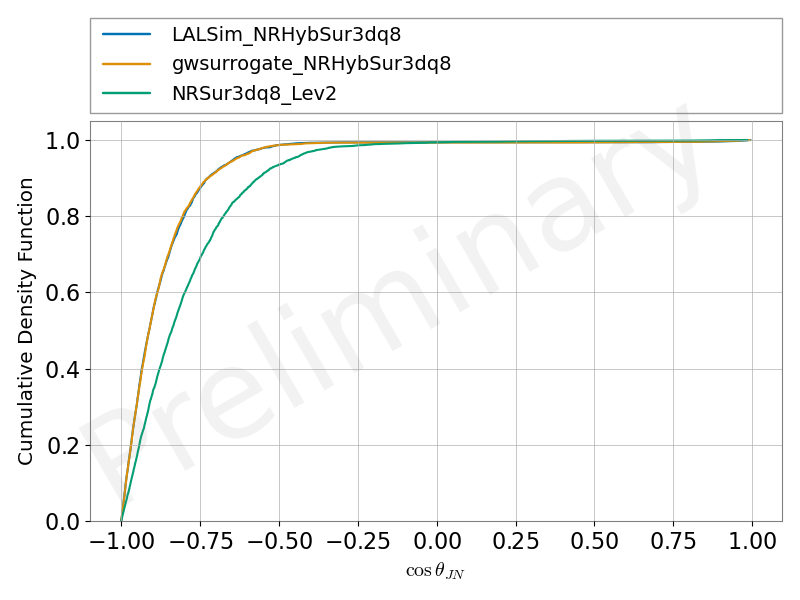 LALSim_NRHybSur3dq8
gwsurrogate_NRHybSur3dq8
NRSur3dq8_Lev2
Preliminary
Cumulative Density Function
1.0
0.8
0.6
0.4
0.2
0.0
−1.00 −0.75 −0.50 −0.25 0.00 0.25 0.50 0.75 1.00
cos θ_JN